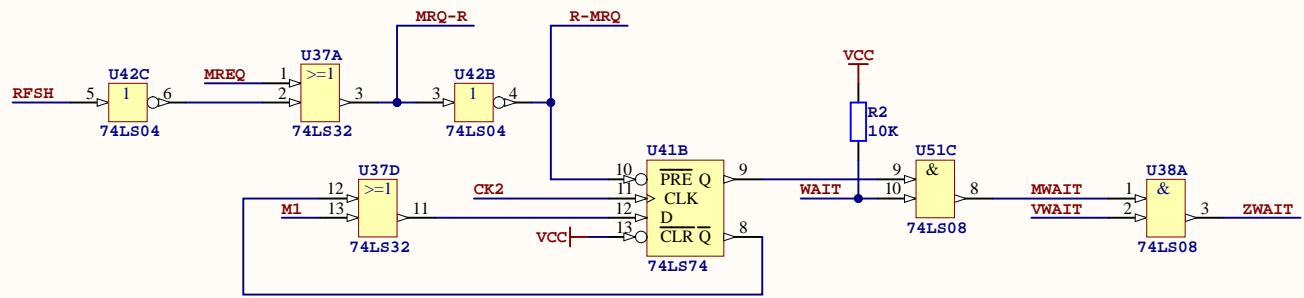 MRQ-R
R-MRQ
U37A
VCC
U42C
MREQ
1
>=1
U42B
RFSH
5
1
6
2
3
3
1
4
R2
74LS04
74LS32
74LS04
10K
U41B
U51C
U37D
10
PRE Q
9
9
&
U38A
12
>=1
CK2
11
CLK
WAIT
10
8
MWAIT
1
&
M1
13
11
12
D
VWAIT
2
3
ZWAIT
VCC
13
CLR Q
8
74LS08
74LS08
74LS32
74LS74